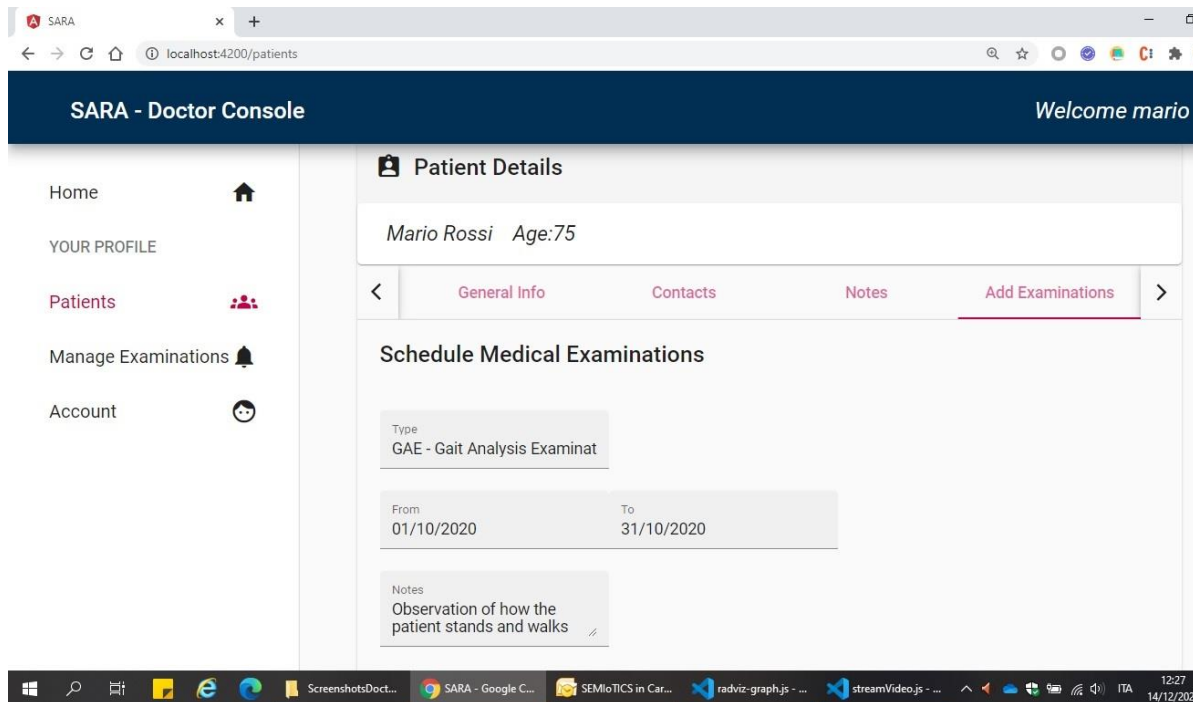 SARA
localhost:4200/patients
SARA - Doctor Console
Welcome mario
Home
YOUR PROFILE
Patients
Manage Examinations
Account
Patient Details
Mario Rossi Age:75
General Info Contacts Notes Add Examinations
Schedule Medical Examinations
Type
GAE - Gait Analysis Examinat
From To
01/10/2020 31/10/2020
Notes
Observation of how the
patient stands and walks
ScreenshotsDoct... SARA - Google C... SEMIoTICS in Car... radviz-graph.js - ... streamVideo.js - ... ITA 12:27
14/12/202